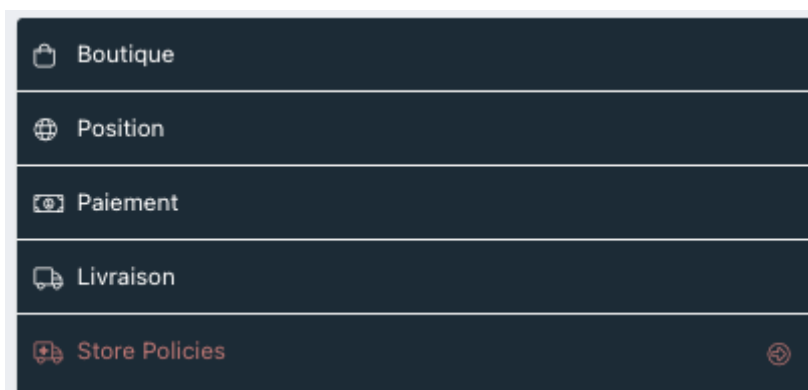 Boutique
Position
Paiement
Livraison
Store Policies